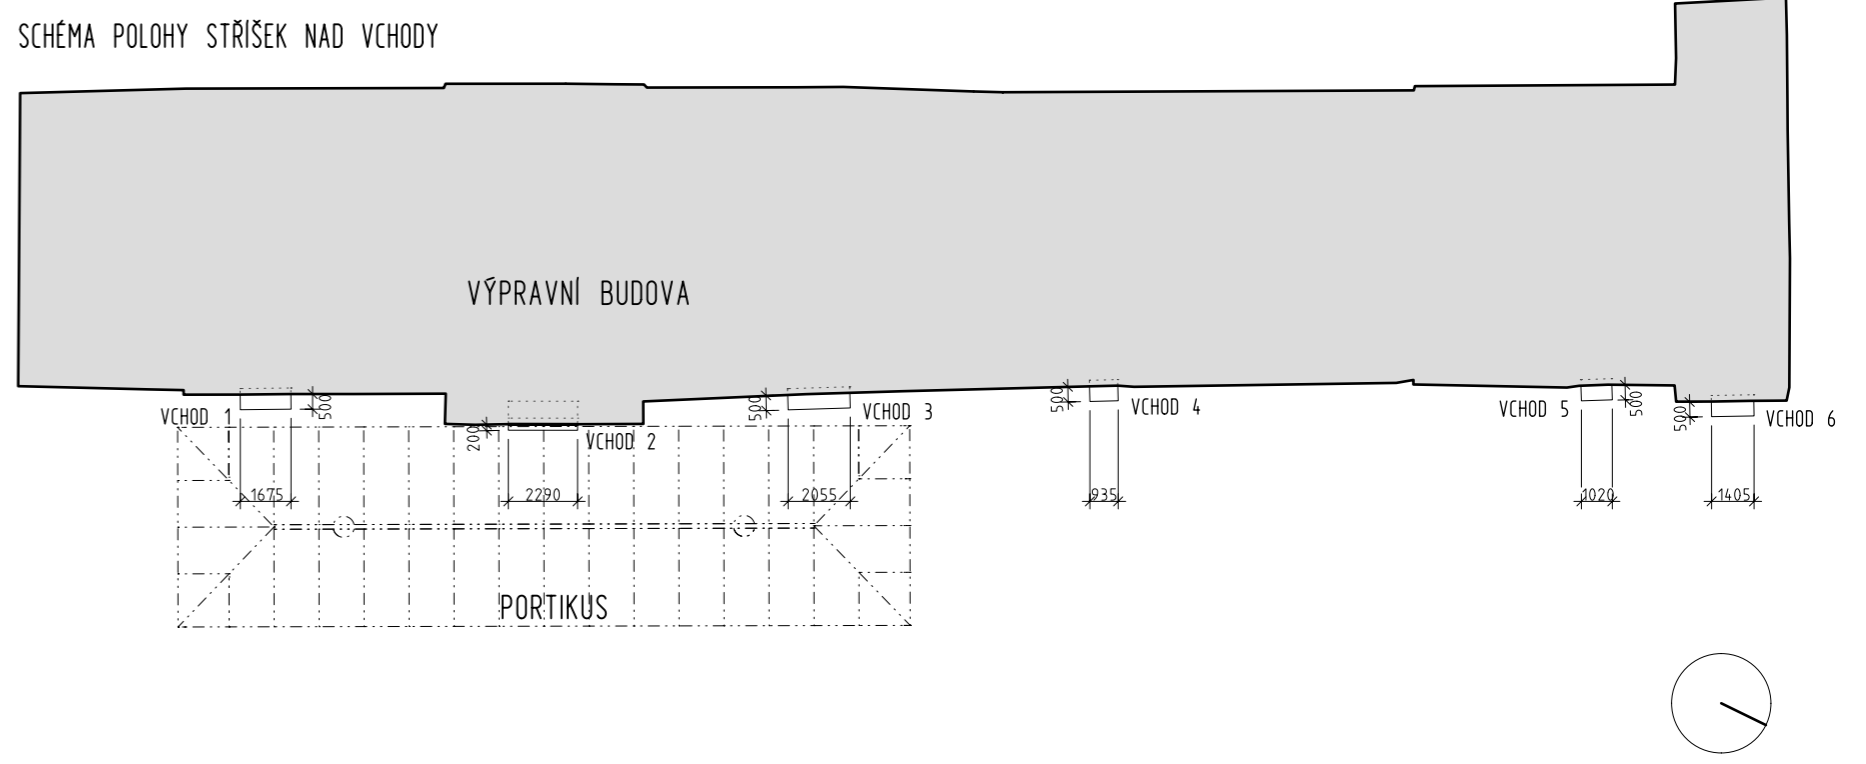 SCHÉMA POLOHY STŘÍŠEK NAD VCHODY
VÝPRAVNÍ BUDOVA
VCHOD 1
500
200
VCHOD 2
500
VCHOD 3
500
VCHOD 4
VCHOD 5
500
500
VCHOD 6
1675
2290
2055
935
1020
1405
PORTIKUS